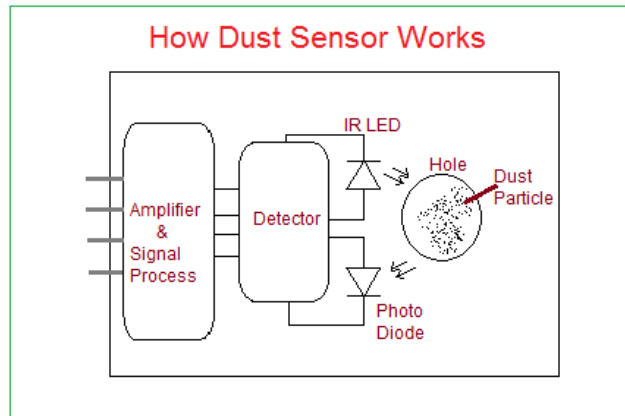 How Dust Sensor Works
IR LED
Hole
Dust
Particle
Amplifier
&
Signal
Process
Detector
Photo
Diode